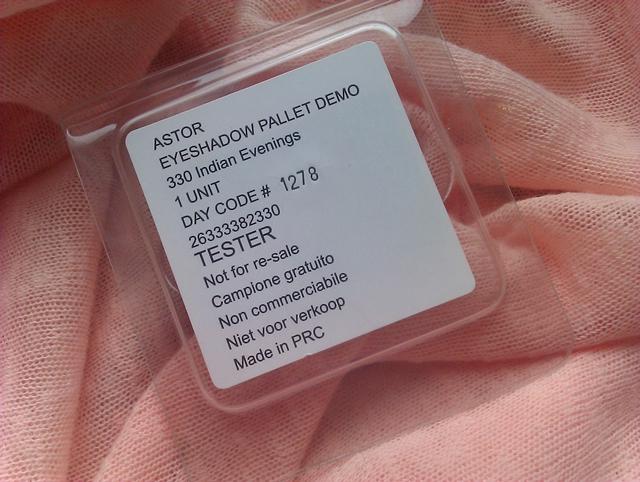 ASTOR
EYESHADOW PALLET DEMO
330 Indian Evenings
1 UNIT
DAY CODE # 1278
26333382330
TESTER
Not for re-sale
Campione gratuito
Non commerciabile
Niet voor verkoop
Made in PRC